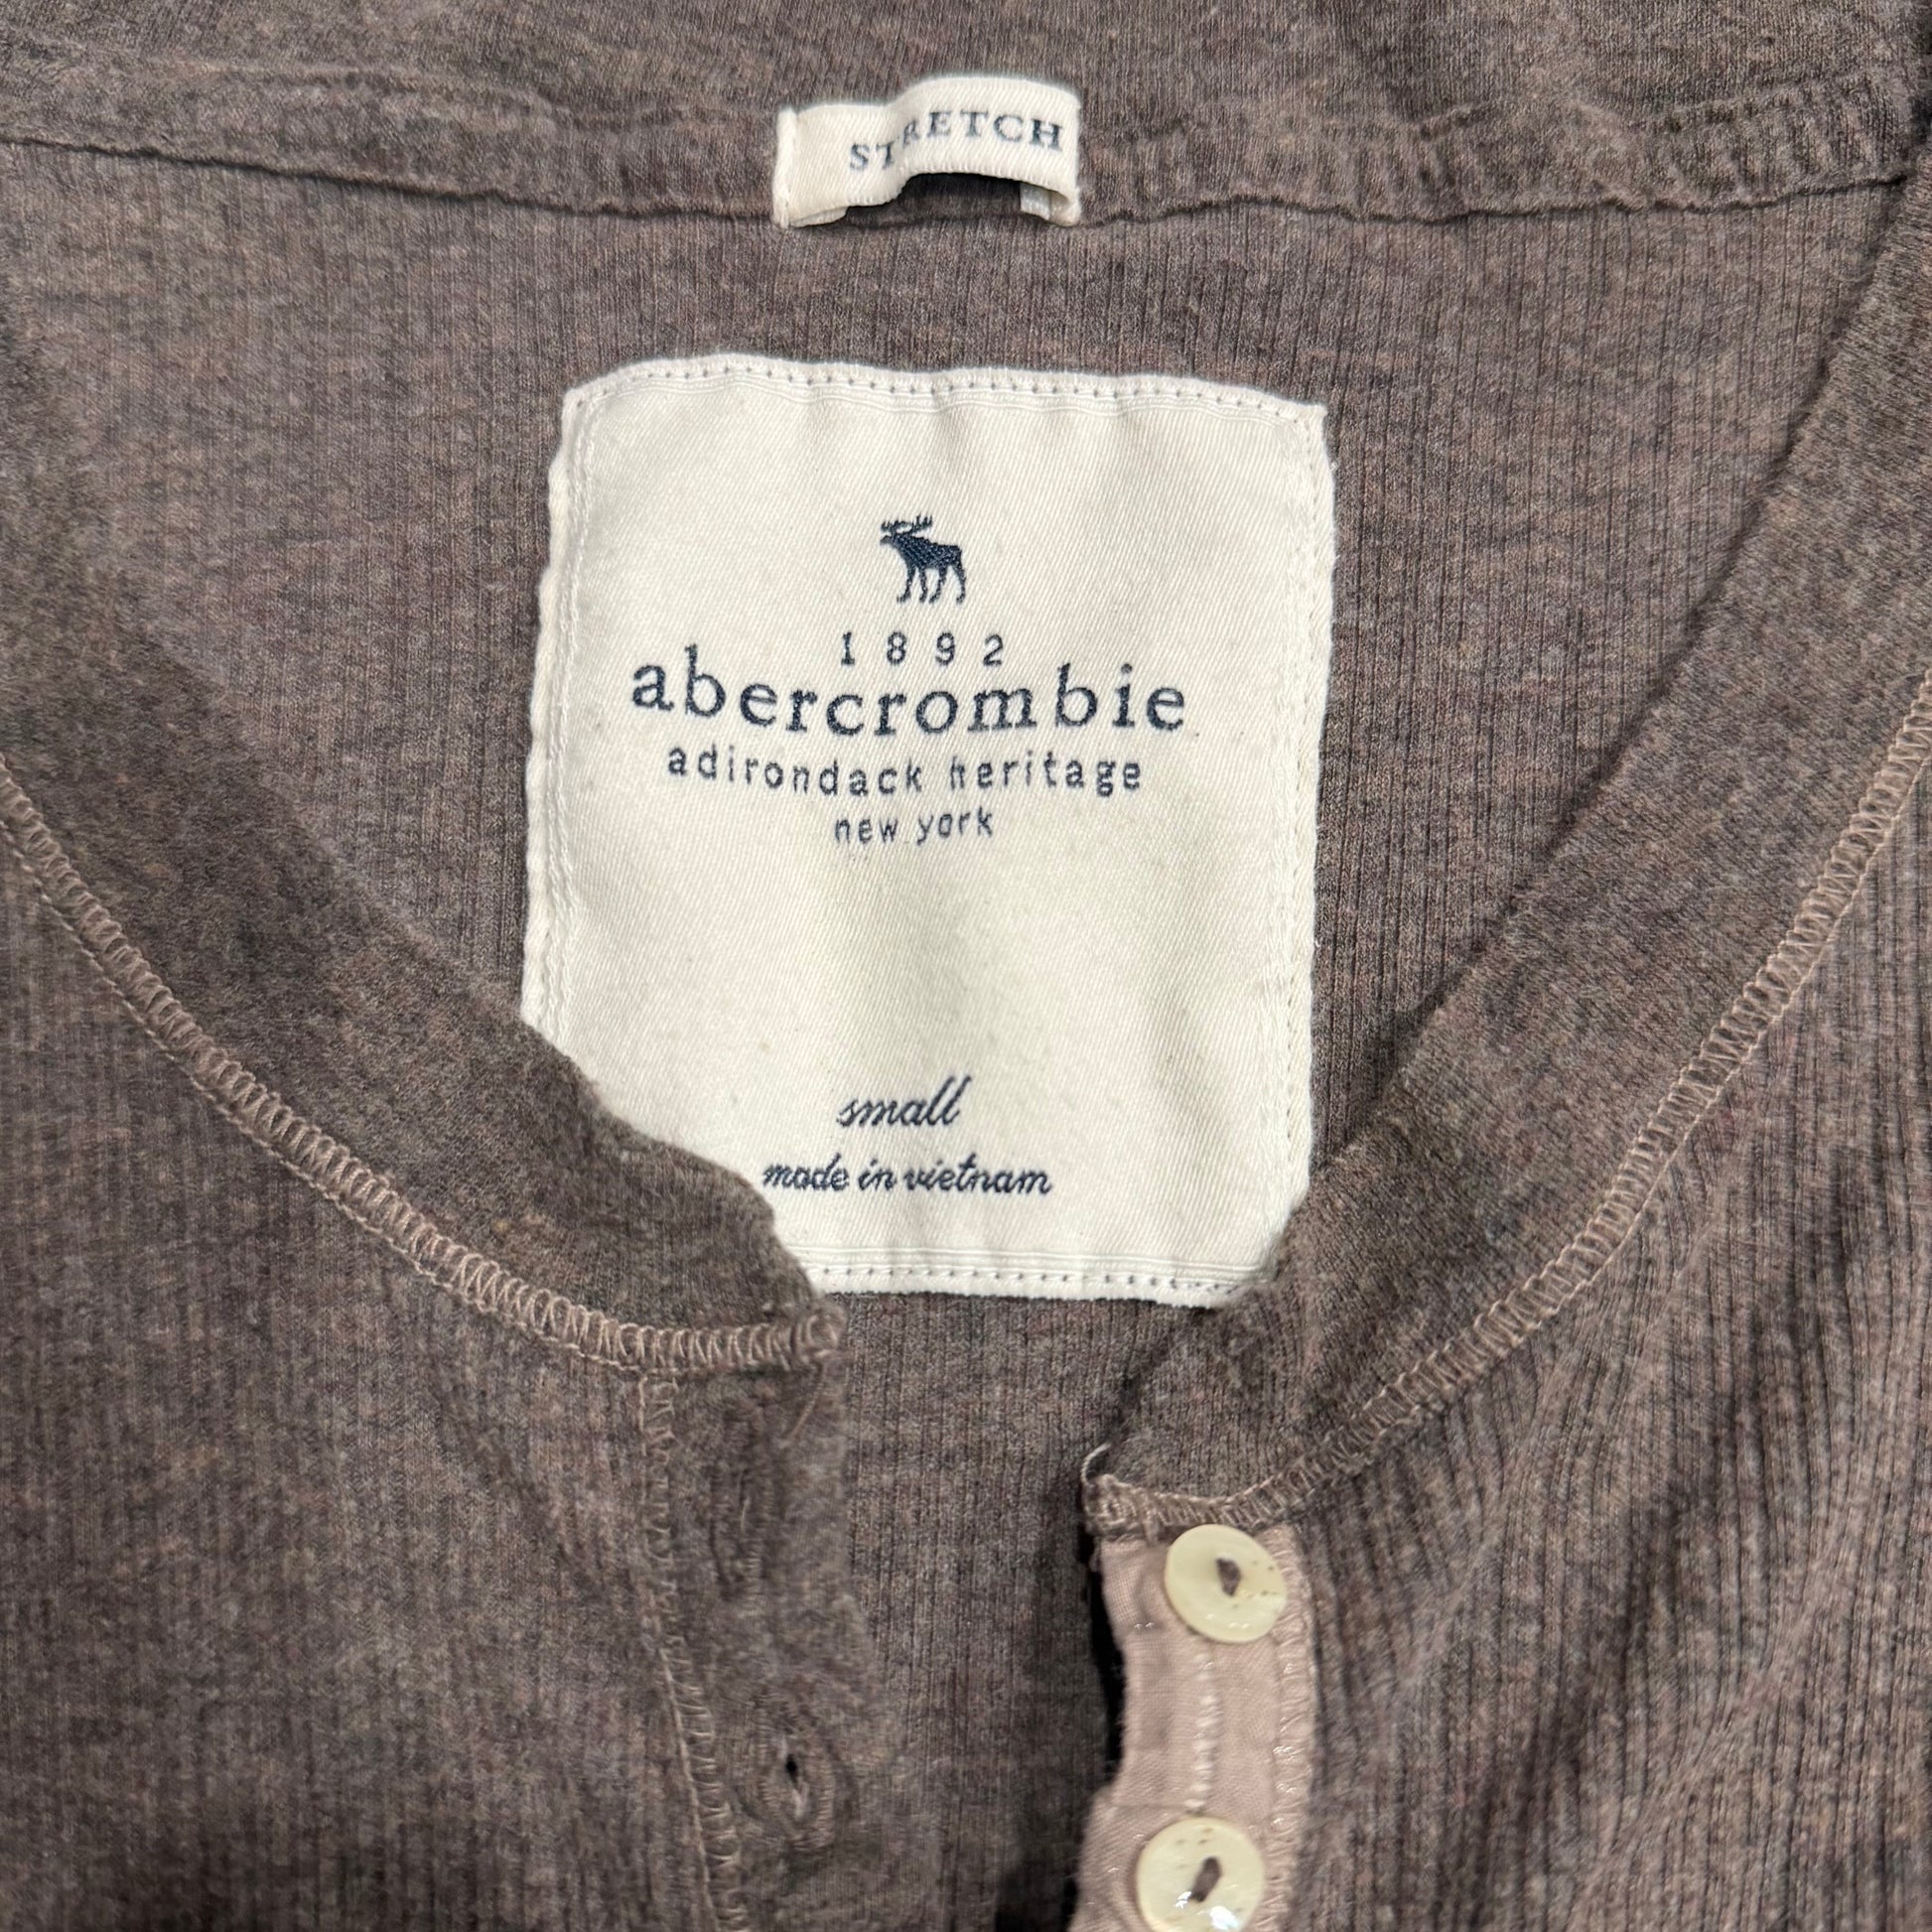 STRETCH
1892
abercrombie
adirondack heritage
new york
small
made in vietnam